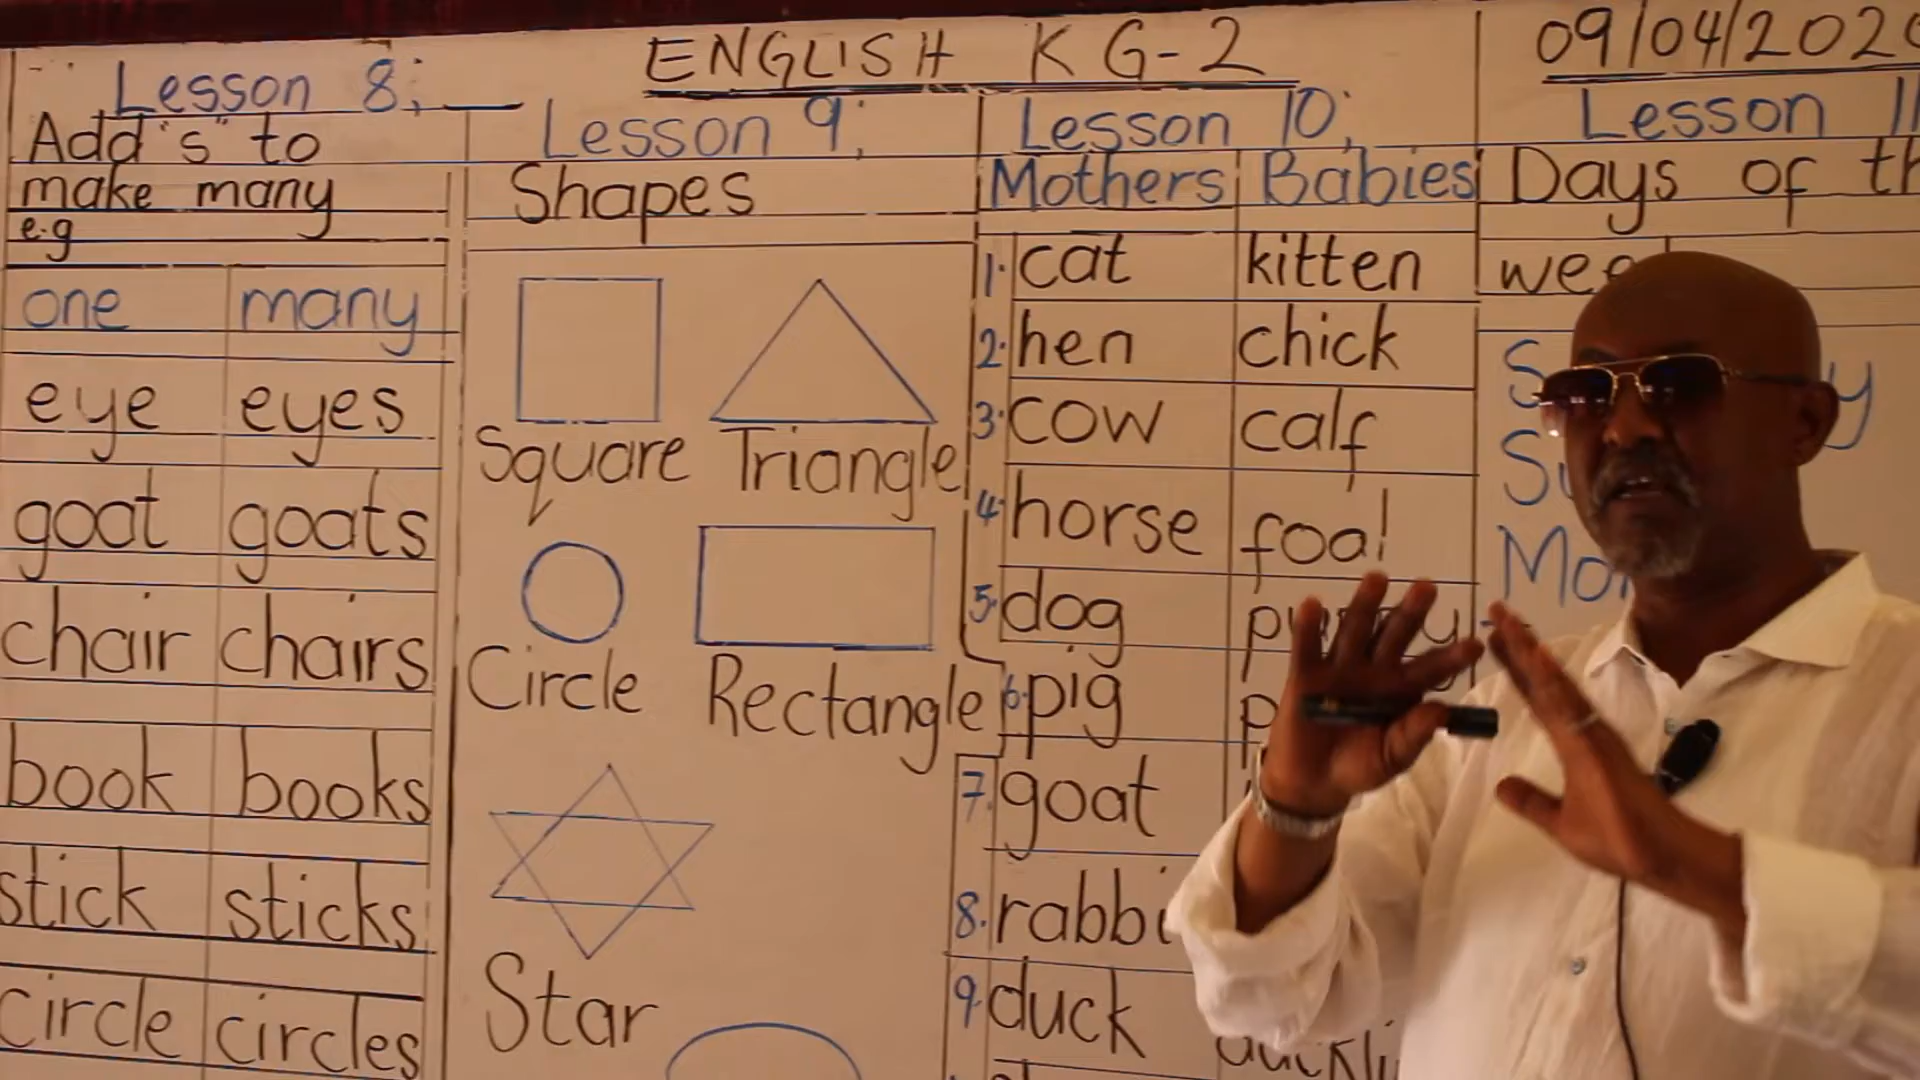 ENGLISH KG-2
Lesson 8;
Add "s" to
make many
e.g
one many
eye eyes
goat goats
chair chairs
book books
stick sticks
circle circles
Lesson 9;
Shapes
Square Triangle
Circle Rectangle
Star
Lesson 10;
Mothers Babies
1. cat kitten
2. hen chick
3. cow calf
4. horse foal
5. dog puppy
6. pig
7. goat
8.
9. duck
09/04/202
Lesson 11
Days of